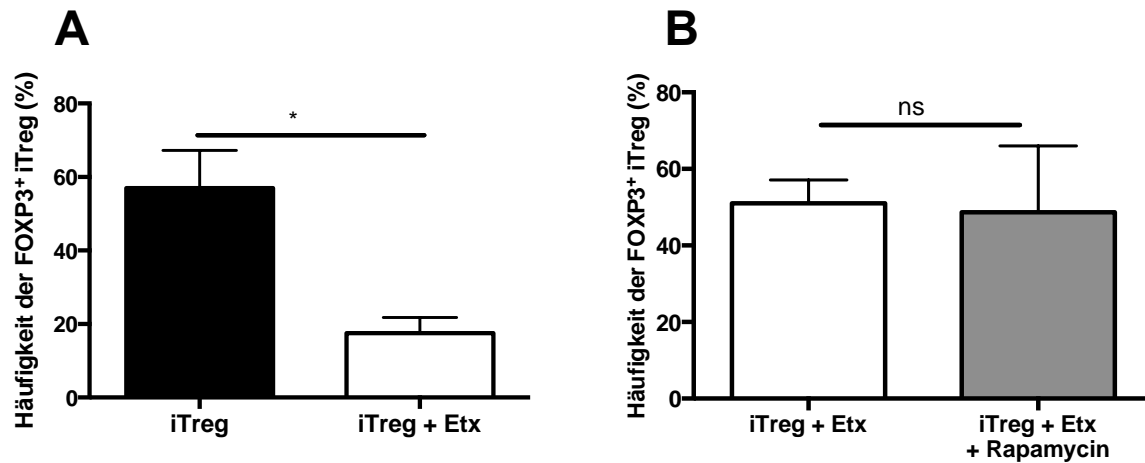 A
Häufigkeit der FOXP3⁺ iTreg (%)
80
60
40
20
0
*
iTreg
iTreg + Etx
B
Häufigkeit der FOXP3⁺ iTreg (%)
80
60
40
20
0
ns
iTreg + Etx
iTreg + Etx
+ Rapamycin